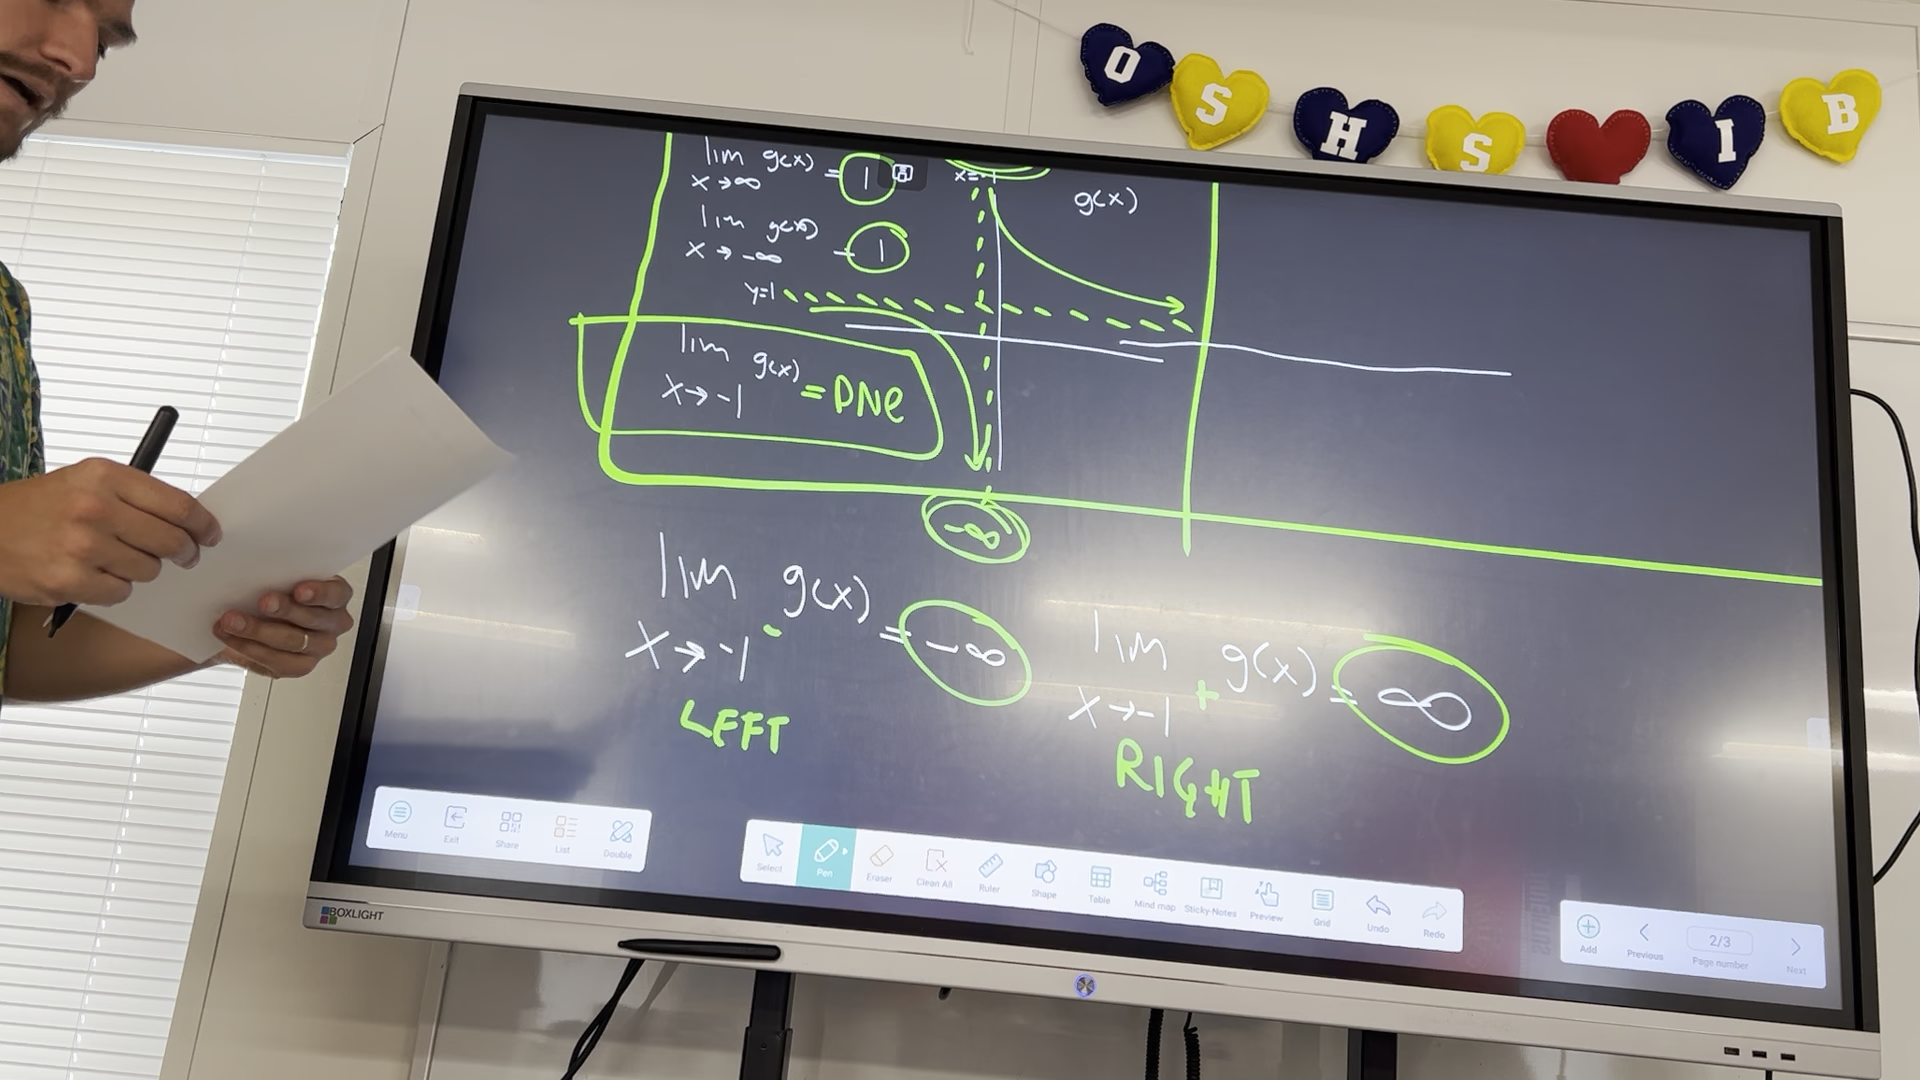 O S H S I B
lim g(x) = 1
x→∞
lim g(x) = 1
x→-∞
x=-1
g(x)
y=1
lim g(x) = DNe
x→-1
-∞
lim g(x) = -∞
x→-1⁻
LEFT
lim g(x) = ∞
x→-1⁺
RIGHT
Menu Exit Share List Double
Select Pen Eraser Clean All Ruler Shape Table Mind map Sticky-Notes Preview Grid Undo Redo
Add Previous 2/3 Page number Next
BOXLIGHT